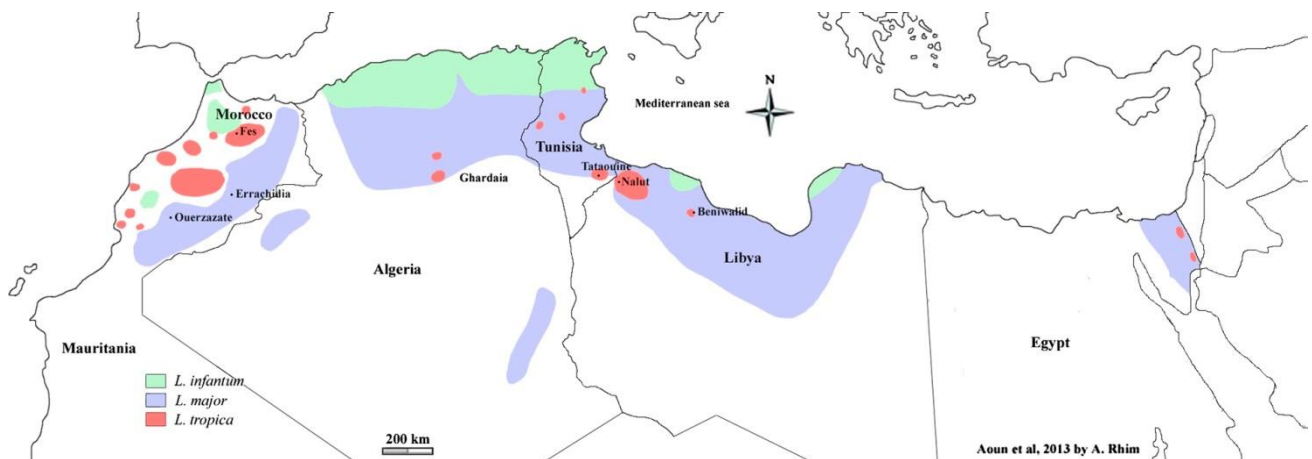 N
Mediterranean sea
Morocco
Fes
Tunisia
Tataouine
Ghardaia
Nalut
Errachidia
Beniwalid
Ouerzazate
Libya
Algeria
Egypt
Mauritania
L. infantum
L. major
L. tropica
200 km
Aoun et al, 2013 by A. Rhim